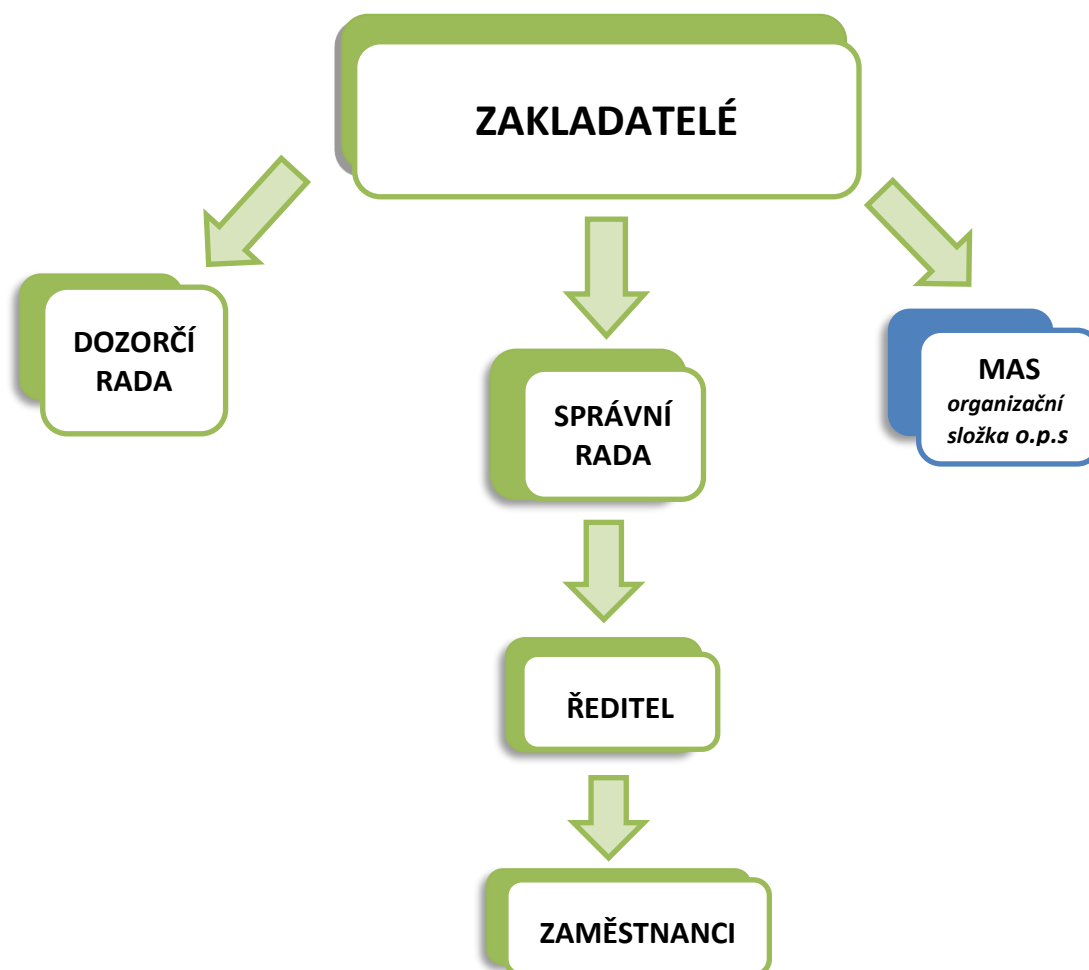 ZAKLADATELÉ
DOZORČÍ
RADA
SPRÁVNÍ
RADA
MAS
organizační
složka o.p.s
ŘEDITEL
ZAMĚSTNANCI